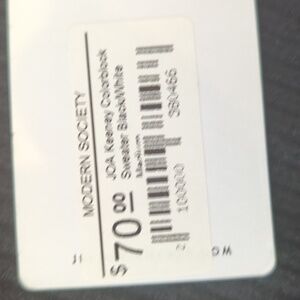 MODERN SOCIETY
JOA Keeney Colorblock
Sweater Black/White
Medium
$70.00
100000
380466